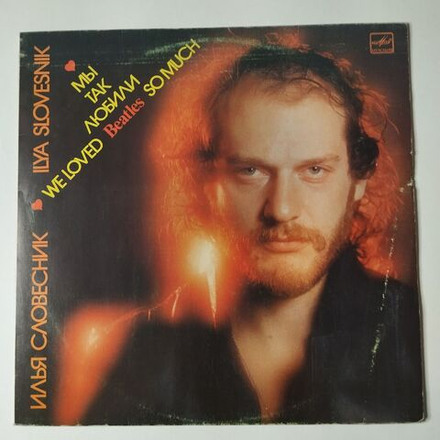 МЫ
ТАК
ЛЮБИЛИ
WE LOVED Beatles SO MUCH
ИЛЬЯ СЛОВЕСНИК ILYA SLOVESNIK